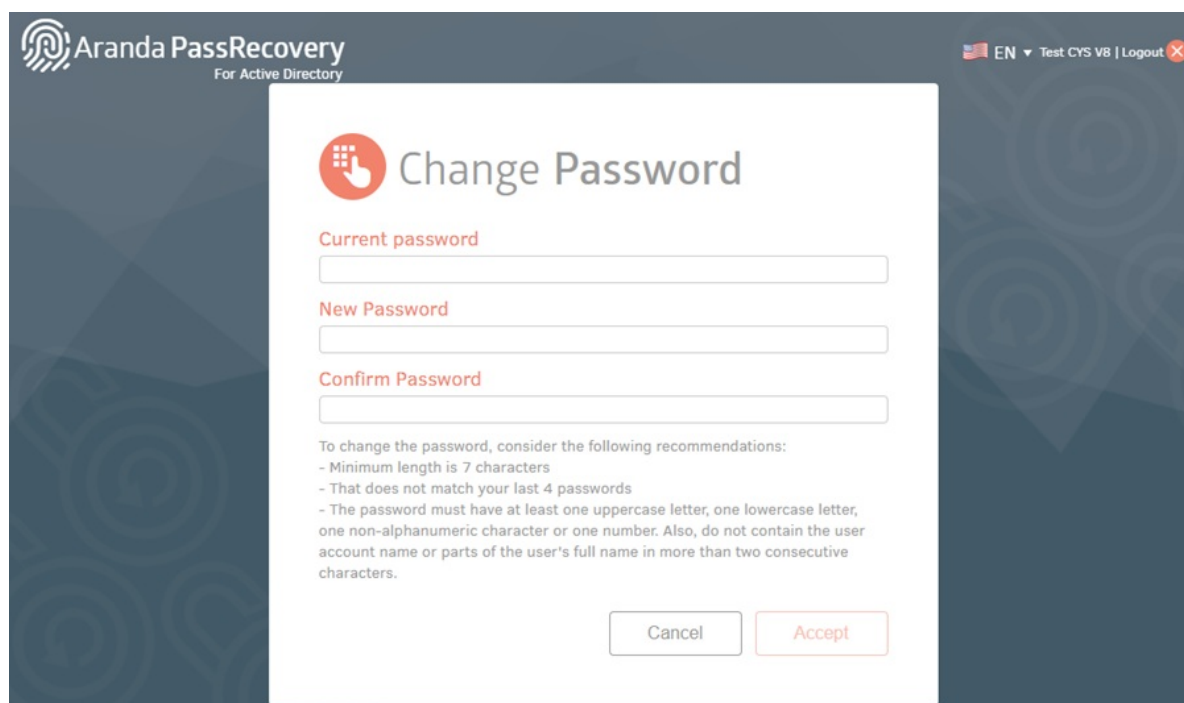 Aranda PassRecovery
For Active Directory
EN ▼ Test CYS V8 | Logout
Change Password
Current password
New Password
Confirm Password
To change the password, consider the following recommendations:
- Minimum length is 7 characters
- That does not match your last 4 passwords
- The password must have at least one uppercase letter, one lowercase letter,
one non-alphanumeric character or one number. Also, do not contain the user
account name or parts of the user's full name in more than two consecutive
characters.
Cancel
Accept